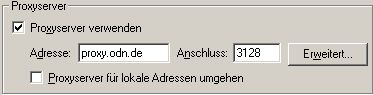 Proxyserver
Proxyserver verwenden
Adresse: proxy.odn.de Anschluss: 3128 Erweitert...
Proxyserver für lokale Adressen umgehen